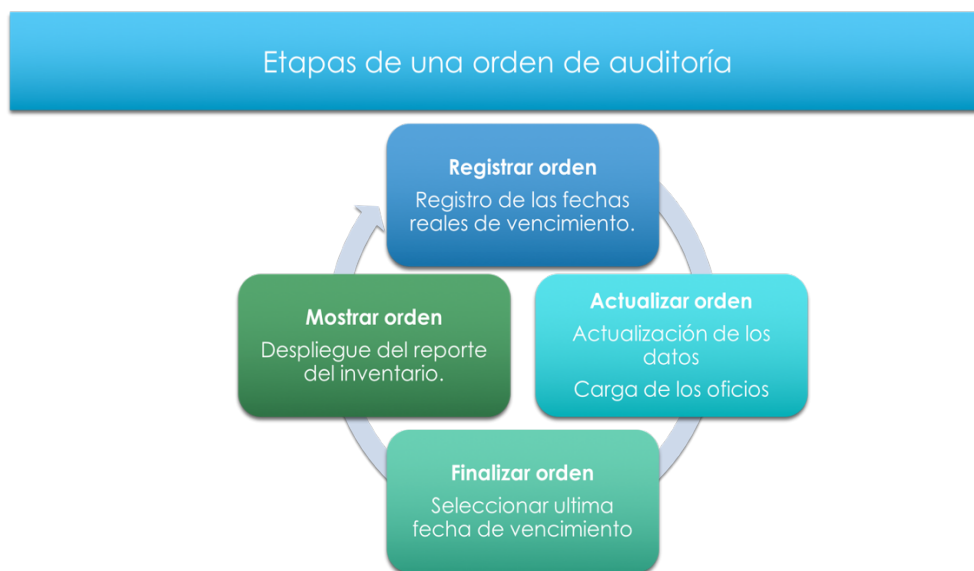 Etapas de una orden de auditoría
Registrar orden
Registro de las fechas
reales de vencimiento.
Actualizar orden
Actualización de los
datos
Carga de los oficios
Finalizar orden
Seleccionar ultima
fecha de vencimiento
Mostrar orden
Despliegue del reporte
del inventario.